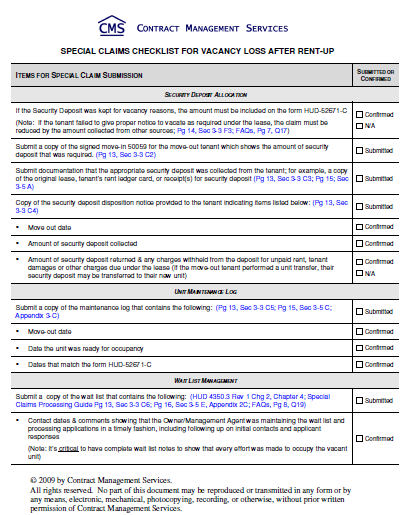 CMS
CONTRACT MANAGEMENT SERVICES
SPECIAL CLAIMS CHECKLIST FOR VACANCY LOSS AFTER RENT-UP
ITEMS FOR SPECIAL CLAIM SUBMISSION
SUBMITTED OR
CONFIRMED
SECURITY DEPOSIT ALLOCATION
If the Security Deposit was kept for vacancy reasons, the amount must be included on the form HUD-52671-C
(Note: If the tenant failed to give proper notice to vacate as required under the lease, the claim must
be reduced by the amount collected from other sources; Pg 14, Sec 3-3 F3; FAQs, Pg 7, Q17)
Confirmed
N/A
Submit a copy of the signed move-in 50059 for the move-out tenant which shows the amount of security
deposit that was required. (Pg 13, Sec 3-3 C2)
Submitted
Submit documentation that the appropriate security deposit was collected from the tenant; for example, a copy
of the original lease, tenant's rent ledger card, or receipt(s) for security deposit (Pg 13, Sec 3-3 C3; Pg 15; Sec
3-5 A)
Submitted
Copy of the security deposit disposition notice provided to the tenant indicating items listed below: (Pg 13, Sec
3-3 C4)
Submitted
• Move out date
Confirmed
• Amount of security deposit collected
Confirmed
• Amount of security deposit returned & any charges withheld from the deposit for unpaid rent, tenant
damages or other charges due under the lease (if the move-out tenant performed a unit transfer, their
security deposit may be transferred to their new unit)
Confirmed
N/A
UNIT MAINTENANCE LOG
Submit a copy of the maintenance log that contains the following: (Pg 13, Sec 3-3 C5; Pg 15, Sec 3-5 C;
Appendix 3-C)
Submitted
• Move-out date
Confirmed
• Date the unit was ready for occupancy
Confirmed
• Dates that match the form HUD-52671-C
Confirmed
WAIT LIST MANAGEMENT
Submit a copy of the wait list that contains the following: (HUD 4350.3 Rev 1 Chg 2, Chapter 4; Special
Claims Processing Guide Pg 13, Sec 3-3 C6; Pg 16, Sec 3-5 E, Appendix 2C; FAQs, Pg 8, Q19)
Submitted
• Contact dates & comments showing that the Owner/Management Agent was maintaining the wait list and
processing applications in a timely fashion, including following up on initial contacts and applicant
responses
(Note: It's critical to have complete wait list notes to show that every effort was made to occupy the vacant
unit)
Confirmed
© 2009 by Contract Management Services.
All rights reserved. No part of this document may be reproduced or transmitted in any form or by
any means, electronic, mechanical, photocopying, recording, or otherwise, without prior written
permission of Contract Management Services.